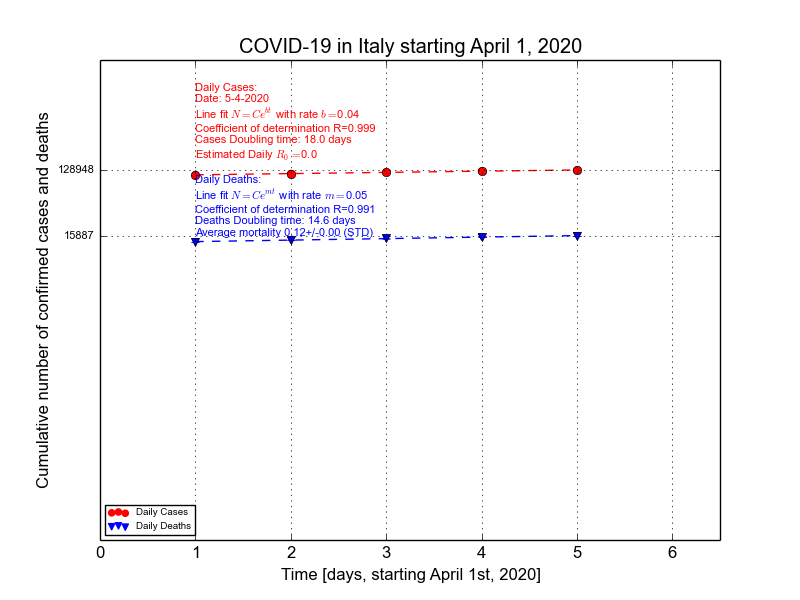 COVID-19 in Italy starting April 1, 2020
Daily Cases:
Date: 5-4-2020
Line fit N=Ce^{bt} with rate b=0.04
Coefficient of determination R=0.999
Cases Doubling time: 18.0 days
Estimated Daily R_0=0.0
128948
Daily Deaths:
Line fit N=Ce^{mt} with rate m=0.05
Coefficient of determination R=0.991
Deaths Doubling time: 14.6 days
Average mortality 0.12+/-0.00 (STD)
15887
Cumulative number of confirmed cases and deaths
Daily Cases
Daily Deaths
0 1 2 3 4 5 6
Time [days, starting April 1st, 2020]